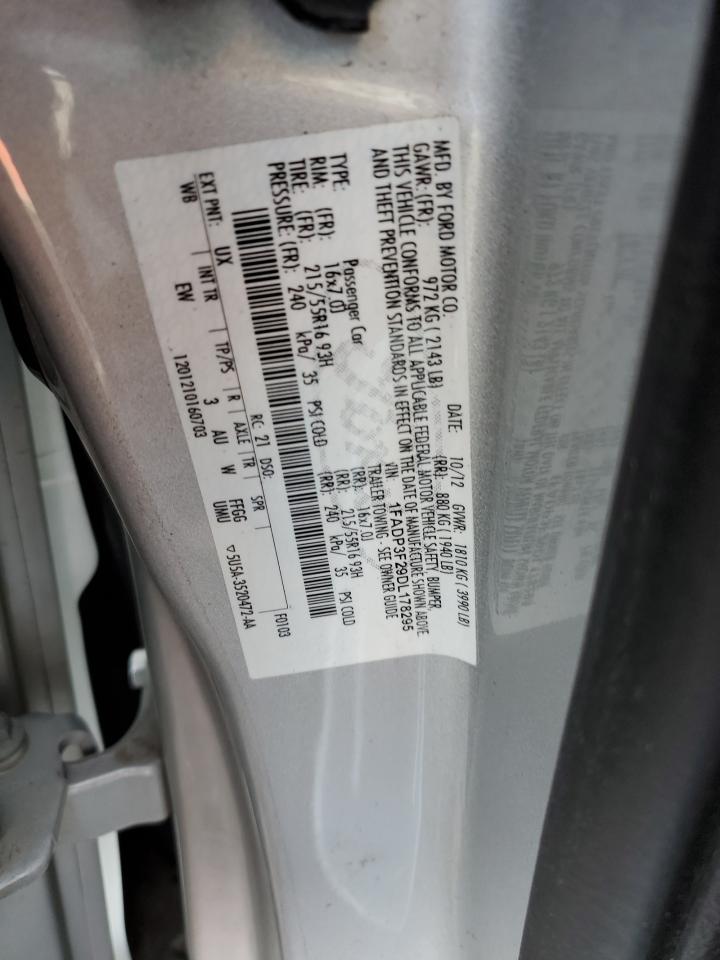 MFD. BY FORD MOTOR CO.
DATE: 10/12 GVWR: 1810 KG ( 3990 LB)
GAWR: (FR): 972 KG ( 2143 LB) (RR): 880 KG ( 1940 LB)
THIS VEHICLE CONFORMS TO ALL APPLICABLE FEDERAL MOTOR VEHICLE SAFETY, BUMPER,
AND THEFT PREVENTION STANDARDS IN EFFECT ON THE DATE OF MANUFACTURE SHOWN ABOVE
VIN: 1FADP3F29DL178295
TYPE: Passenger Car TRAILER TOWING - SEE OWNER GUIDE
RIM: (FR): 16x7.0J (RR): 16x7.0J
TIRE: (FR): 215/55R16 93H (RR): 215/55R16 93H
PRESSURE: (FR): 240 kPa/ 35 PSI COLD (RR): 240 kPa/ 35 PSI COLD
F0103
RC: 21 DSO:
EXT PNT: UX INT TR TP/PS R AXLE TR SPR
WB EW 3 AU W FFGG UMU
1201210160703
▽ 5U5A-3520472-AA